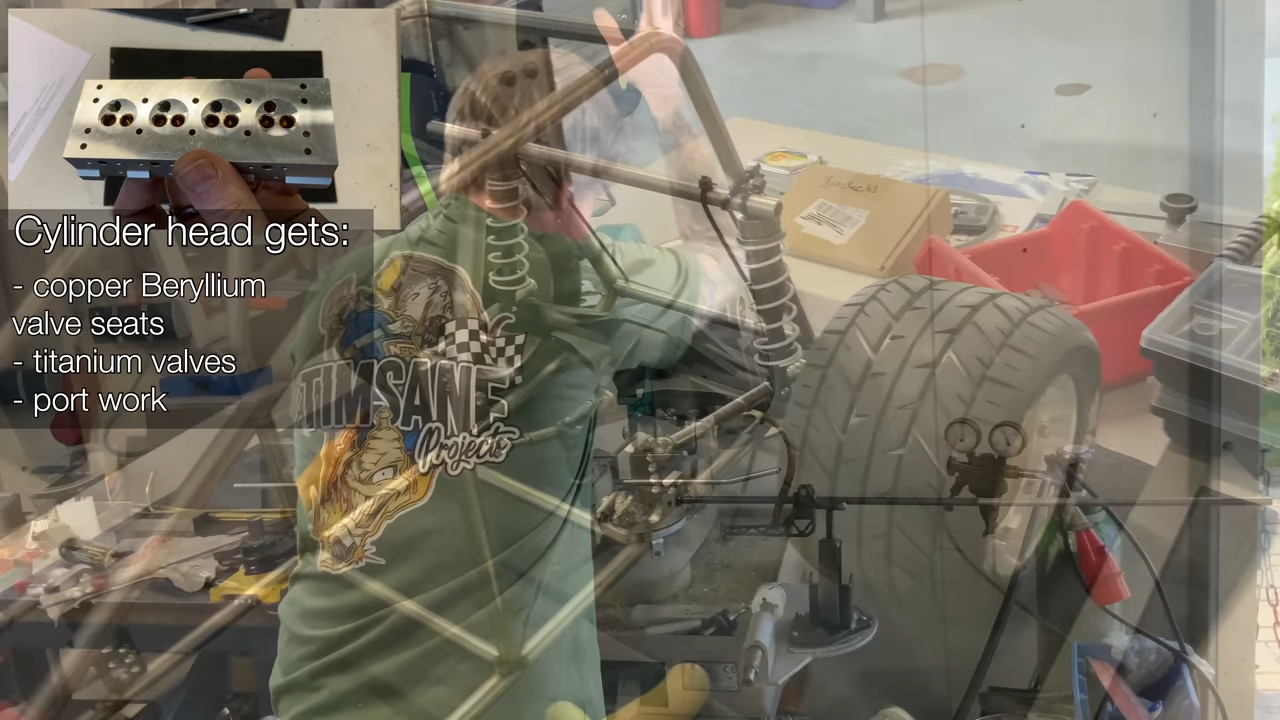 Cylinder head gets:
- copper Beryllium
valve seats
- titanium valves
- port work
TIMSANE
Projects